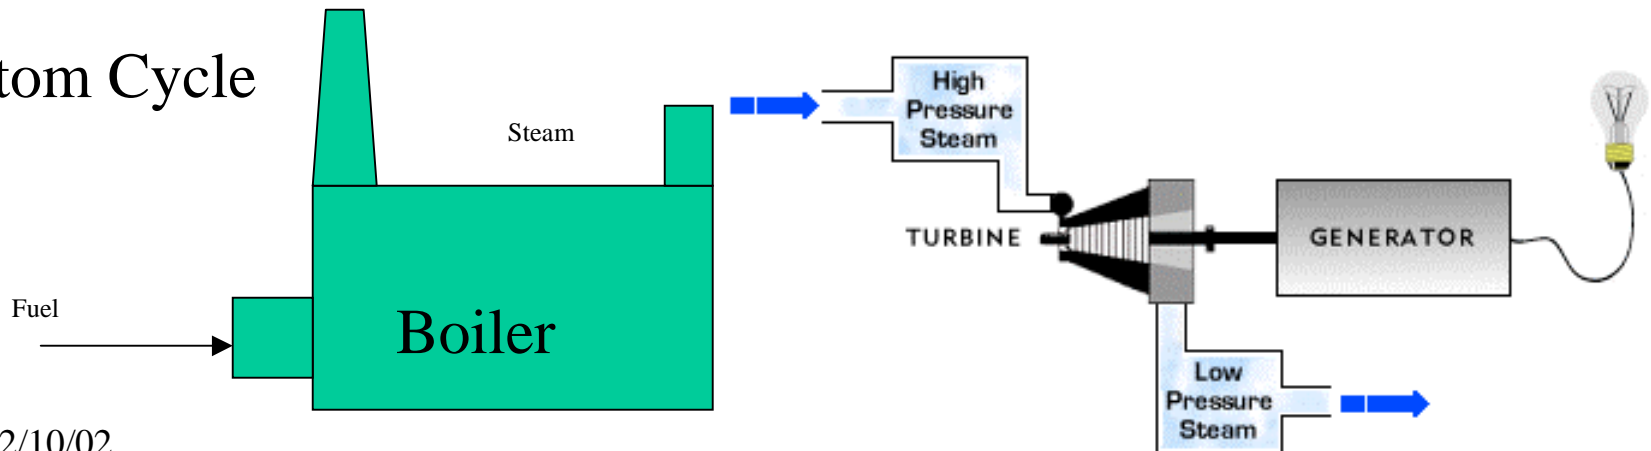 tom Cycle
Steam
Fuel
Boiler
2/10/02
High
Pressure
Steam
TURBINE
GENERATOR
Low
Pressure
Steam